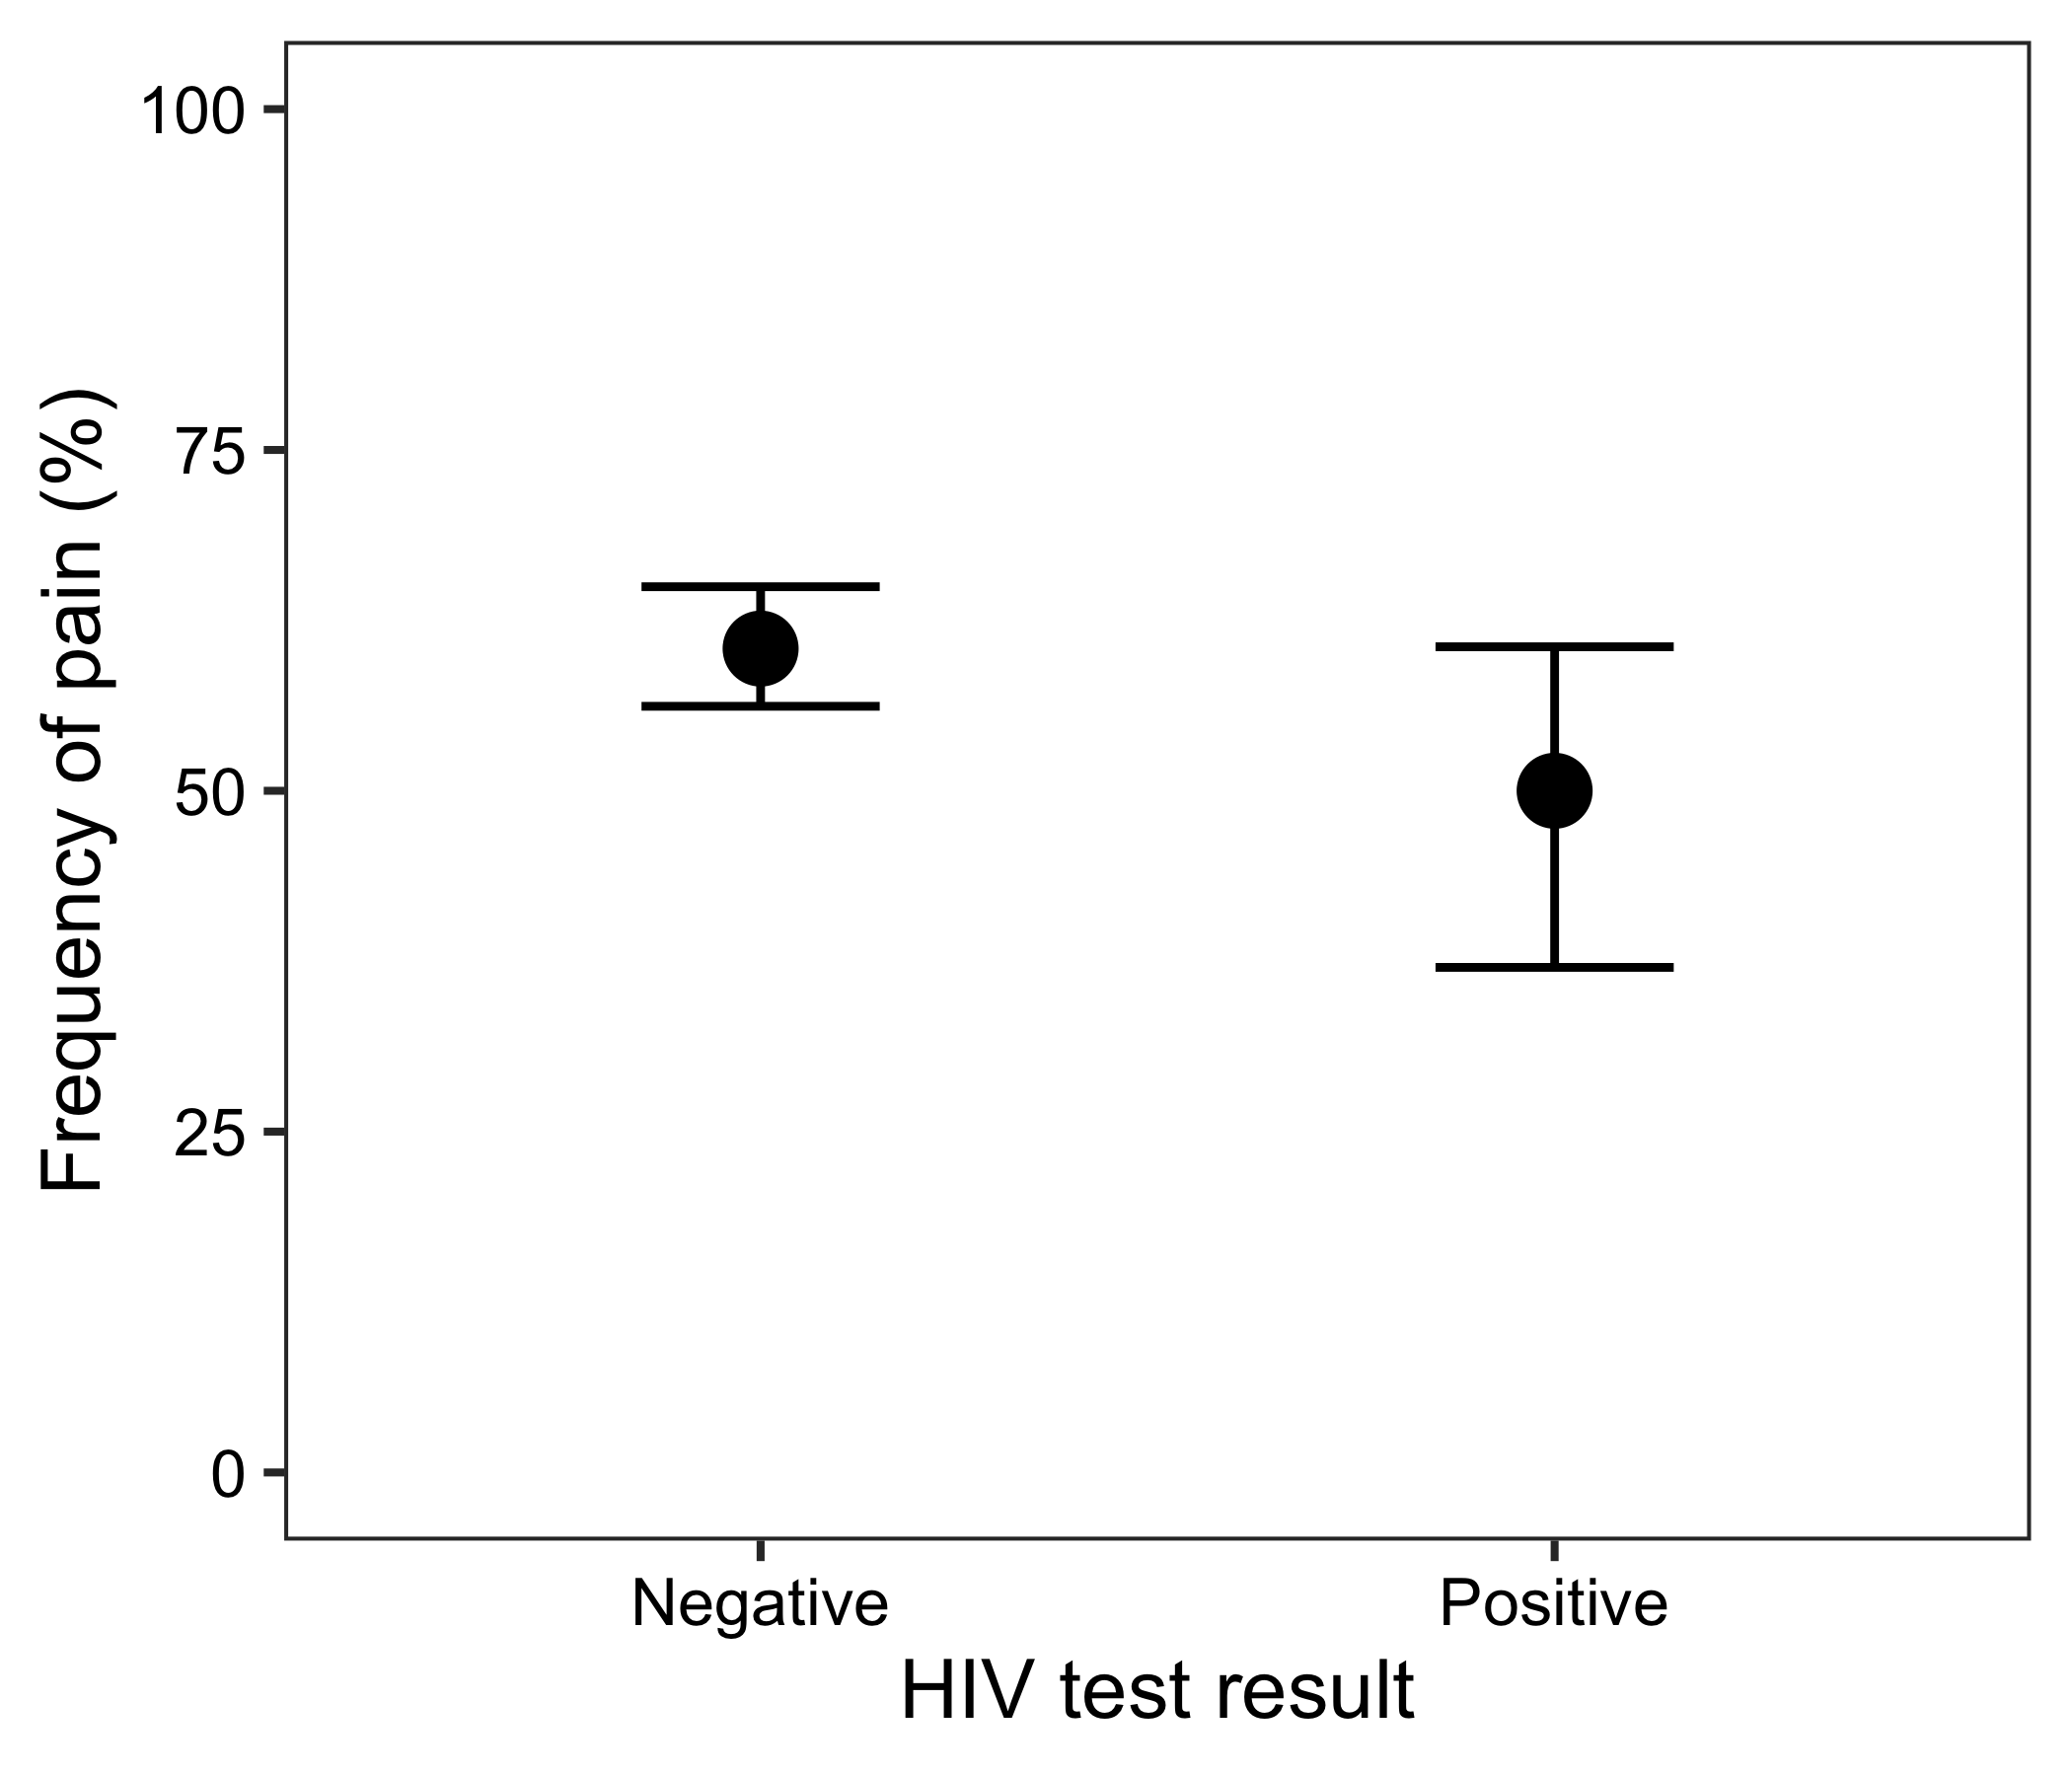 Frequency of pain (%)
100
75
50
25
0
Negative
Positive
HIV test result